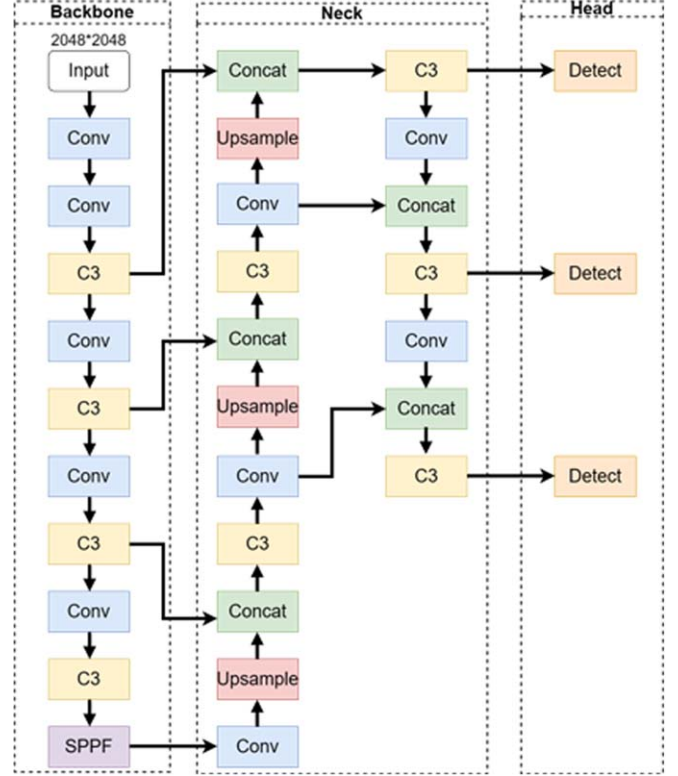 Backbone
2048*2048
Input
Conv
Conv
C3
Conv
C3
Conv
C3
Conv
C3
SPPF
Neck
Concat
Upsample
Conv
C3
Concat
Upsample
Conv
C3
Concat
Upsample
Conv
C3
Conv
Concat
C3
Conv
Concat
C3
Head
Detect
Detect
Detect